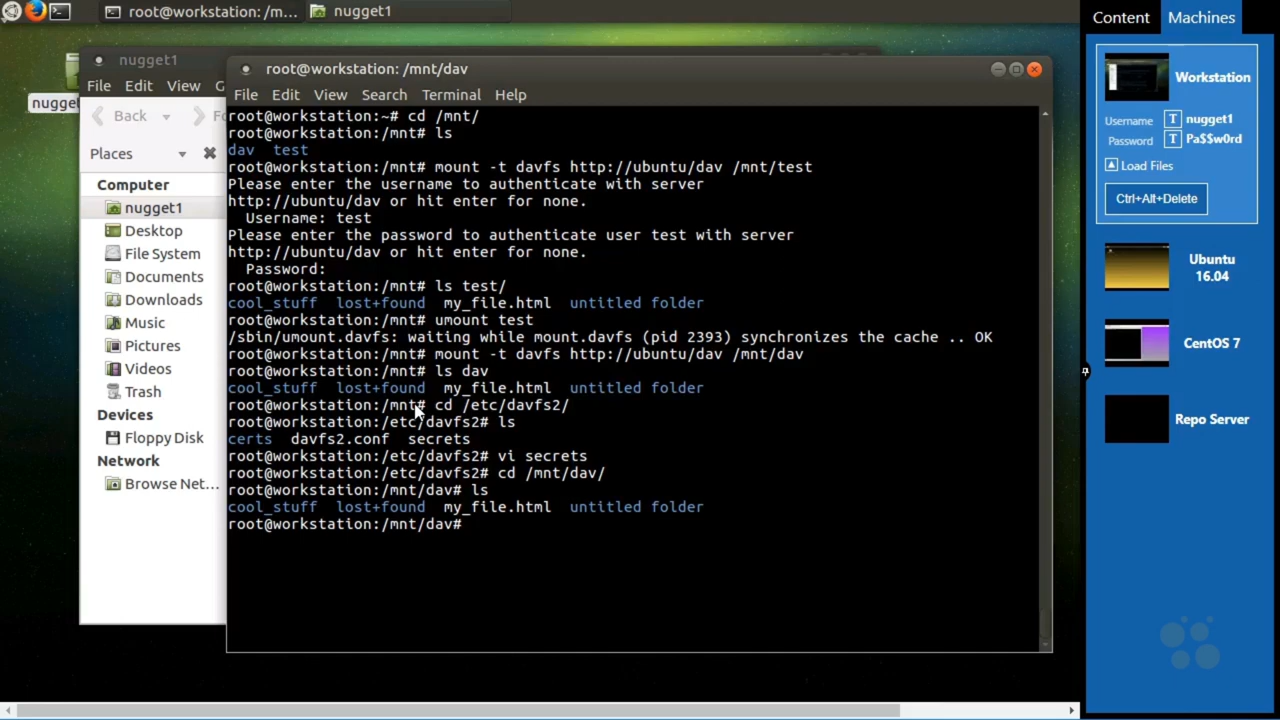 root@workstation: /m...
nugget1
Content
Machines
nugget1
nugget
File Edit View G
Back
Places
Computer
nugget1
Desktop
File System
Documents
Downloads
Music
Pictures
Videos
Trash
Devices
Floppy Disk
Network
Browse Net...
root@workstation: /mnt/dav
File Edit View Search Terminal Help
root@workstation:~# cd /mnt/
root@workstation:/mnt# ls
dav  test
root@workstation:/mnt# mount -t davfs http://ubuntu/dav /mnt/test
Please enter the username to authenticate with server
http://ubuntu/dav or hit enter for none.
  Username: test
Please enter the password to authenticate user test with server
http://ubuntu/dav or hit enter for none.
  Password:
root@workstation:/mnt# ls test/
cool_stuff  lost+found  my_file.html  untitled folder
root@workstation:/mnt# umount test
/sbin/umount.davfs: waiting while mount.davfs (pid 2393) synchronizes the cache .. OK
root@workstation:/mnt# mount -t davfs http://ubuntu/dav /mnt/dav
root@workstation:/mnt# ls dav
cool_stuff  lost+found  my_file.html  untitled folder
root@workstation:/mnt# cd /etc/davfs2/
root@workstation:/etc/davfs2# ls
certs  davfs2.conf  secrets
root@workstation:/etc/davfs2# vi secrets
root@workstation:/etc/davfs2# cd /mnt/dav/
root@workstation:/mnt/dav# ls
cool_stuff  lost+found  my_file.html  untitled folder
root@workstation:/mnt/dav#
Workstation
Username T nugget1
Password T Pa$$w0rd
Load Files
Ctrl+Alt+Delete
Ubuntu
16.04
CentOS 7
Repo Server